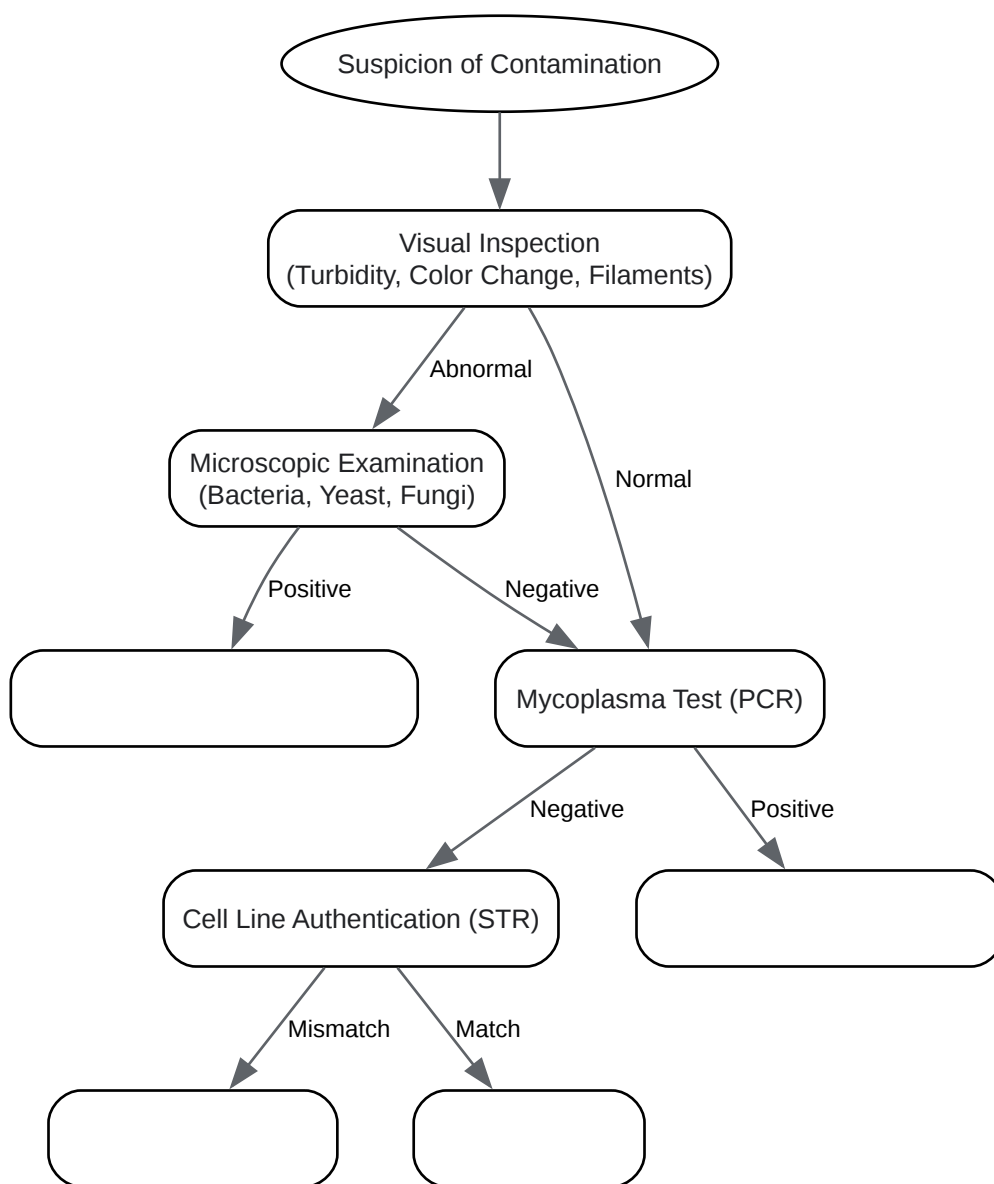 Suspicion of Contamination
Visual Inspection
(Turbidity, Color Change, Filaments)
Abnormal
Normal
Microscopic Examination
(Bacteria, Yeast, Fungi)
Positive
Negative
Mycoplasma Test (PCR)
Negative
Positive
Cell Line Authentication (STR)
Mismatch
Match